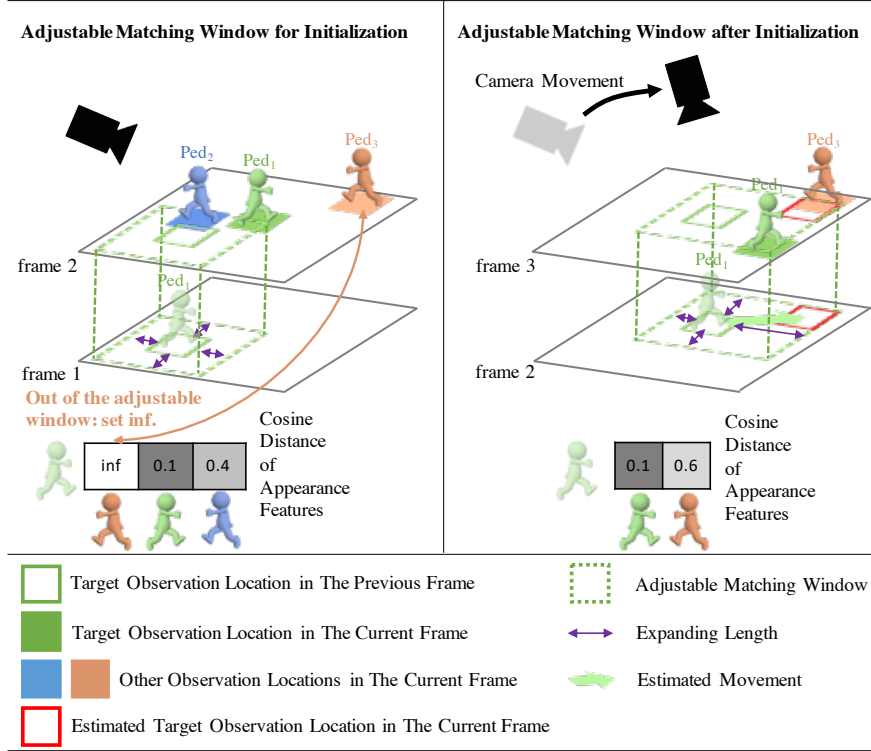 Adjustable Matching Window for Initialization
Ped2
Ped1
Ped3
frame 2
Ped1
frame 1
Out of the adjustable
window: set inf.
inf
0.1
0.4
Cosine
Distance
of
Appearance
Features
Adjustable Matching Window after Initialization
Camera Movement
Ped3
Ped1
frame 3
Ped1
frame 2
0.1
0.6
Cosine
Distance
of
Appearance
Features
Target Observation Location in The Previous Frame
Target Observation Location in The Current Frame
Other Observation Locations in The Current Frame
Estimated Target Observation Location in The Current Frame
Adjustable Matching Window
Expanding Length
Estimated Movement